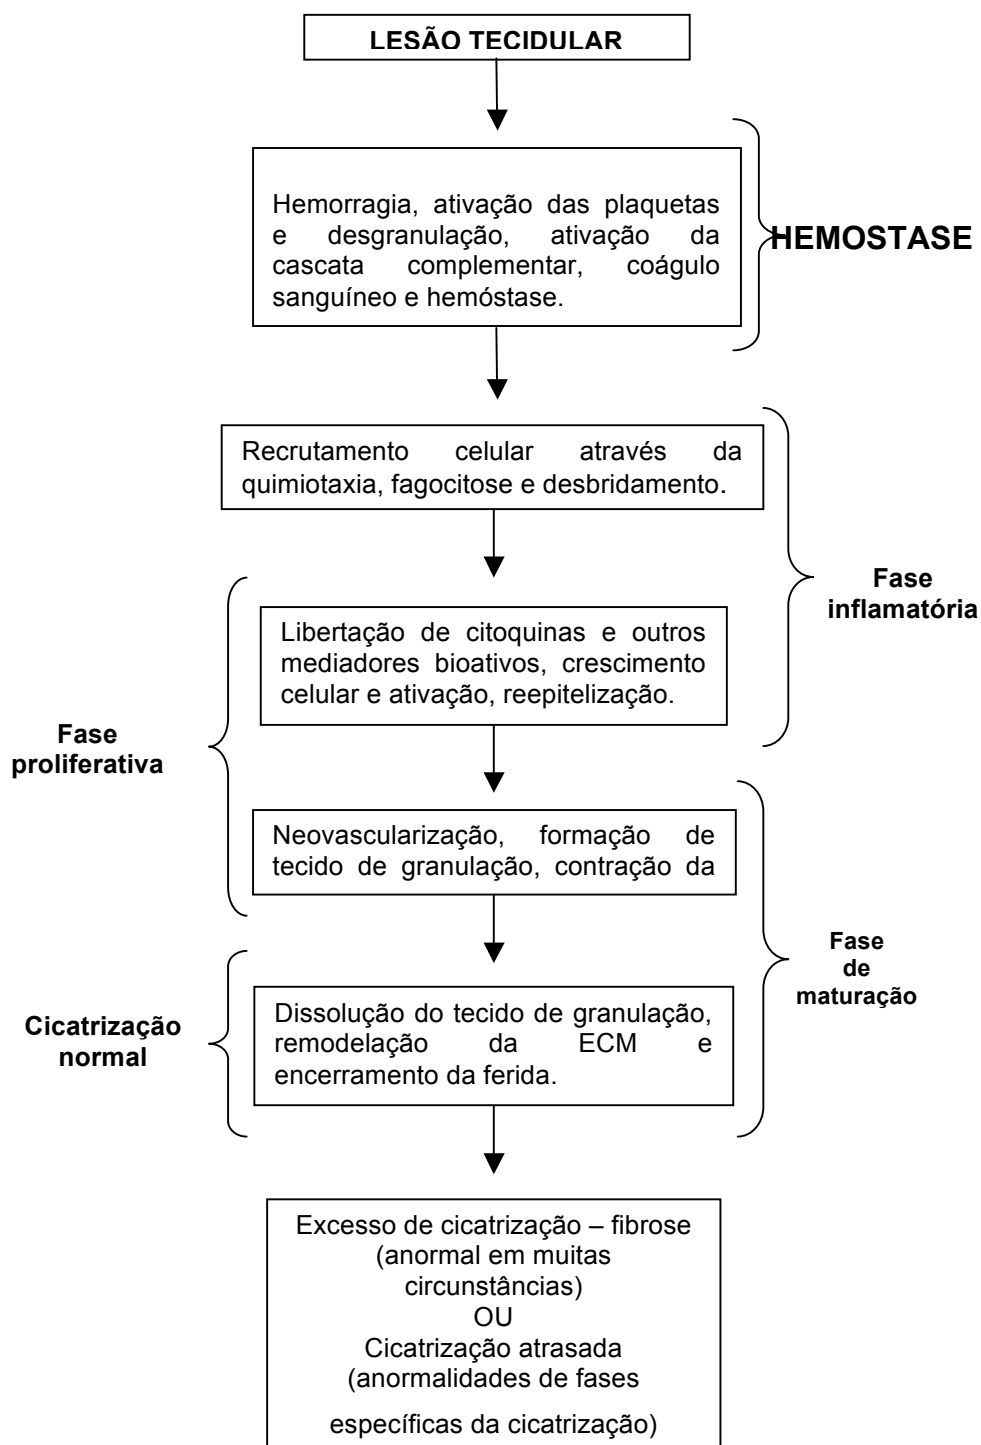 LESÃO TECIDULAR
Hemorragia, ativação das plaquetas
e desgranulação, ativação da
cascata complementar, coágulo
sanguíneo e hemóstase.
HEMOSTASE
Recrutamento celular através da
quimiotaxia, fagocitose e desbridamento.
Fase
inflamatória
Libertação de citoquinas e outros
mediadores bioativos, crescimento
celular e ativação, reepitelização.
Fase
proliferativa
Neovascularização, formação de
tecido de granulação, contração da
Fase
de
maturação
Dissolução do tecido de granulação,
remodelação da ECM e
encerramento da ferida.
Cicatrização
normal
Excesso de cicatrização – fibrose
(anormal em muitas
circunstâncias)
OU
Cicatrização atrasada
(anormalidades de fases
específicas da cicatrização)